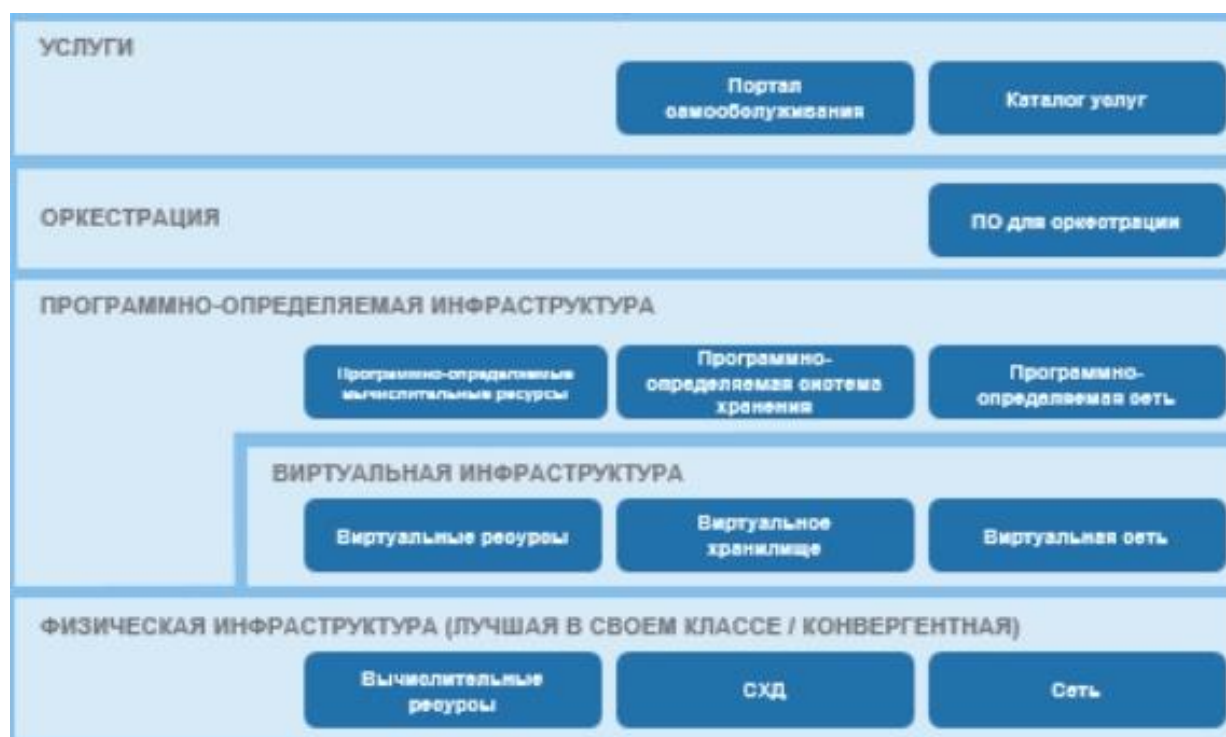 УСЛУГИ
Портал
самообслуживания
Каталог услуг
ОРКЕСТРАЦИЯ
ПО для оркестрации
ПРОГРАММНО-ОПРЕДЕЛЯЕМАЯ ИНФРАСТРУКТУРА
Программно-определяемые
вычислительные ресурсы
Программно-
определяемая система
хранения
Программно-
определяемая сеть
ВИРТУАЛЬНАЯ ИНФРАСТРУКТУРА
Виртуальные ресурсы
Виртуальное
хранилище
Виртуальная сеть
ФИЗИЧЕСКАЯ ИНФРАСТРУКТУРА (ЛУЧШАЯ В СВОЕМ КЛАССЕ / КОНВЕРГЕНТНАЯ)
Вычислительные
ресурсы
СХД
Сеть